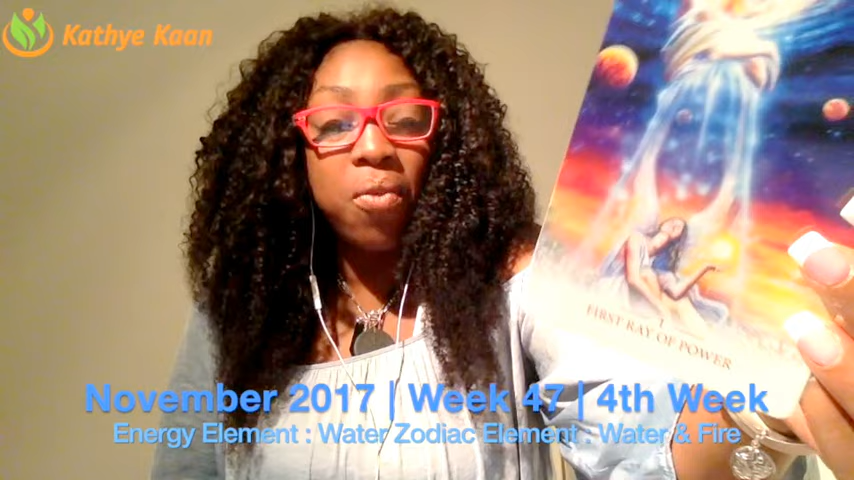 Kathye Kaan
I
FIRST RAY OF POWER
November 2017 | Week 47 | 4th Week
Energy Element : Water Zodiac Element : Water & Fire